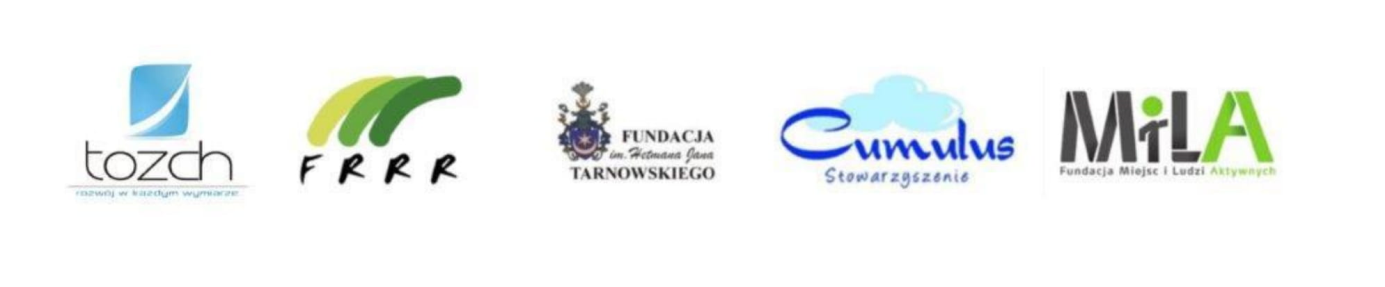 tozch
rozwój w każdym wymiarze
FRRR
FUNDACJA
im. Hetmana Jana
TARNOWSKIEGO
Cumulus
Stowarzyszenie
MiLA
Fundacja Miejsc i Ludzi Aktywnych